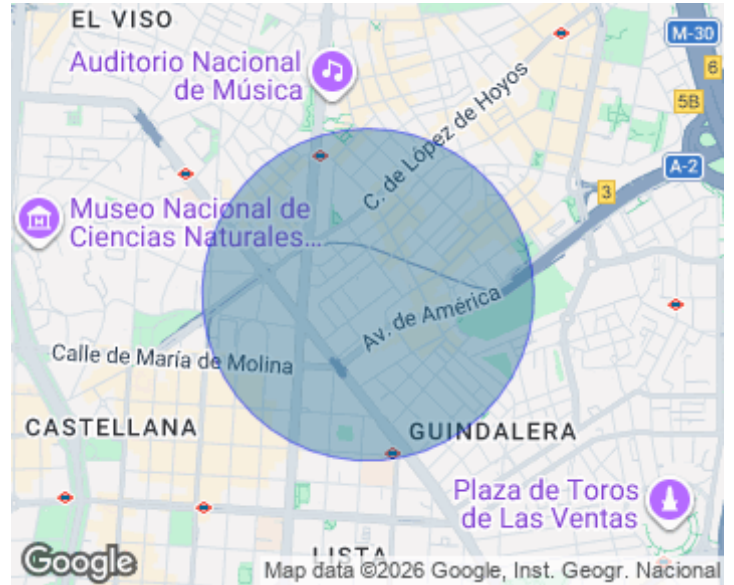 EL VISO
M-30
Auditorio Nacional
de Música
6
5B
C. de López de Hoyos
A-2
3
Museo Nacional de
Ciencias Naturales...
Av. de América
Calle de María de Molina
CASTELLANA
GUINDALERA
Plaza de Toros
de Las Ventas
LISTA
Google
Map data ©2026 Google, Inst. Geogr. Nacional